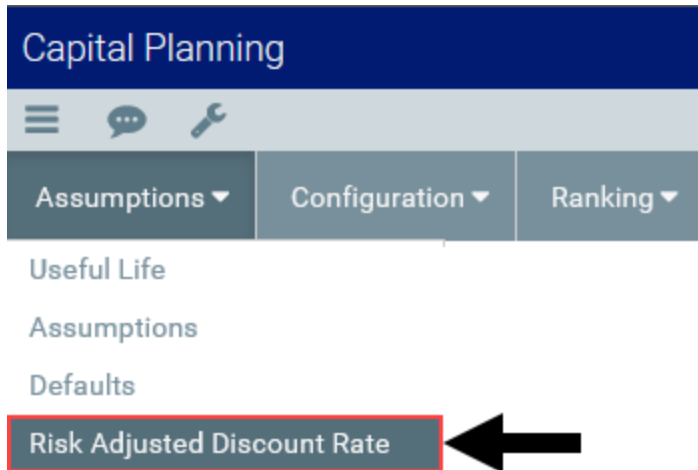 Capital Planning
Assumptions Configuration Ranking
Useful Life
Assumptions
Defaults
Risk Adjusted Discount Rate